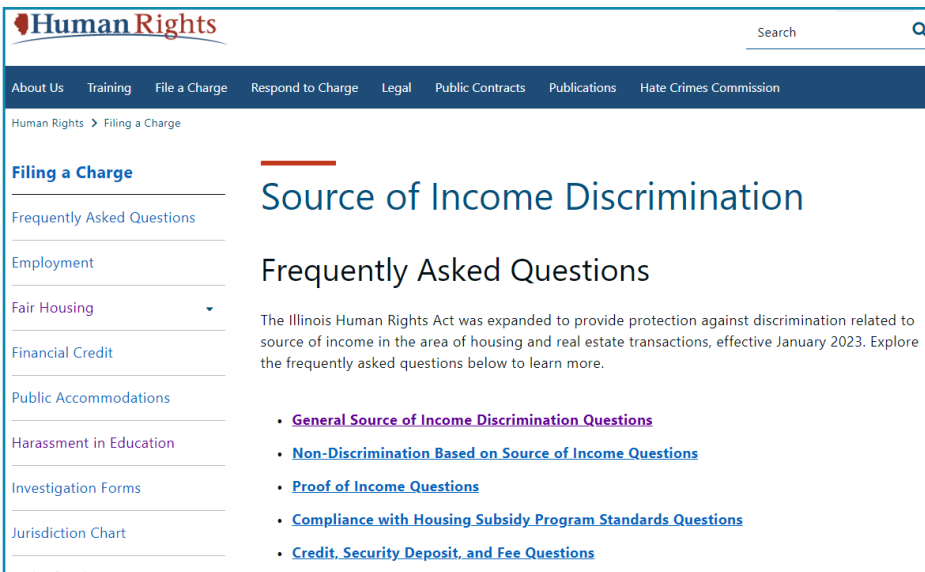 Human Rights
Search
About Us Training File a Charge Respond to Charge Legal Public Contracts Publications Hate Crimes Commission
Human Rights > Filing a Charge
Filing a Charge
Frequently Asked Questions
Employment
Fair Housing
Financial Credit
Public Accommodations
Harassment in Education
Investigation Forms
Jurisdiction Chart
Source of Income Discrimination
Frequently Asked Questions
The Illinois Human Rights Act was expanded to provide protection against discrimination related to
source of income in the area of housing and real estate transactions, effective January 2023. Explore
the frequently asked questions below to learn more.
• General Source of Income Discrimination Questions
• Non-Discrimination Based on Source of Income Questions
• Proof of Income Questions
• Compliance with Housing Subsidy Program Standards Questions
• Credit, Security Deposit, and Fee Questions